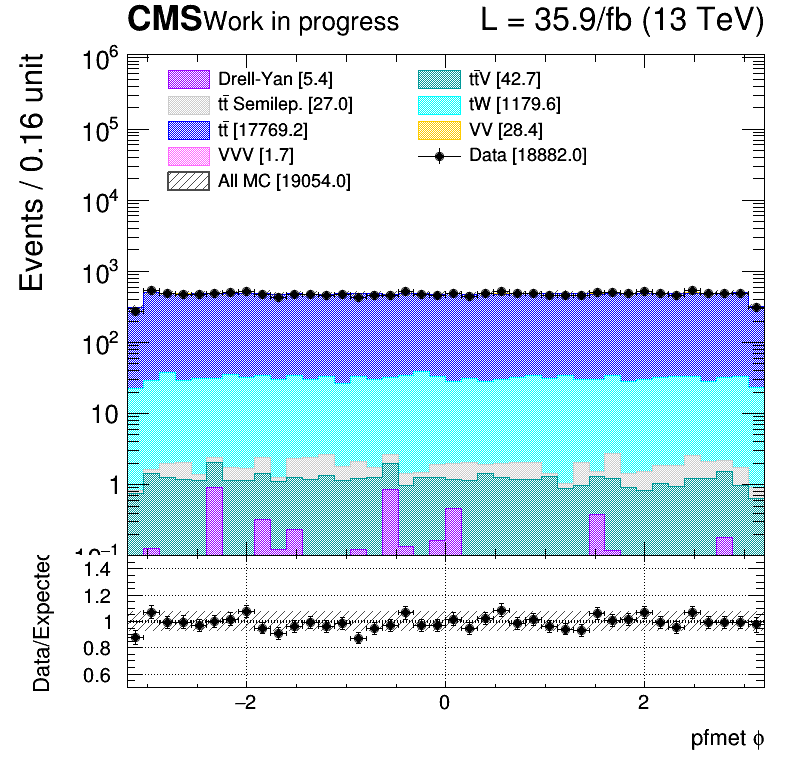 CMS Work in progress L = 35.9/fb (13 TeV)
Events / 0.16 unit
10⁶
10⁵
10⁴
10³
10²
10
1
10⁻¹
Drell-Yan [5.4]
tt̄ Semilep. [27.0]
tt̄ [17769.2]
VVV [1.7]
All MC [19054.0]
tt̄V [42.7]
tW [1179.6]
VV [28.4]
Data [18882.0]
Data/Expected
1.4
1.2
1
0.8
0.6
−2 0 2
pfmet ϕ